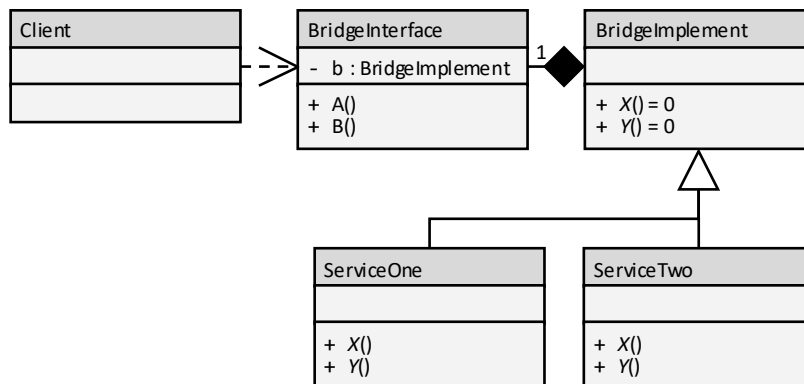 Client
BridgeInterface
- b : BridgeImplement
+ A()
+ B()
1
BridgeImplement
+ X() = 0
+ Y() = 0
ServiceOne
+ X()
+ Y()
ServiceTwo
+ X()
+ Y()